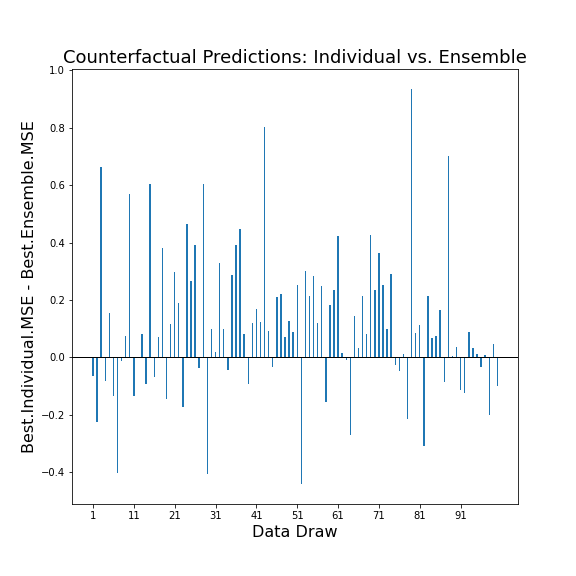 Counterfactual Predictions: Individual vs. Ensemble
Best.Individual.MSE - Best.Ensemble.MSE
1.0
0.8
0.6
0.4
0.2
0.0
−0.2
−0.4
1 11 21 31 41 51 61 71 81 91
Data Draw